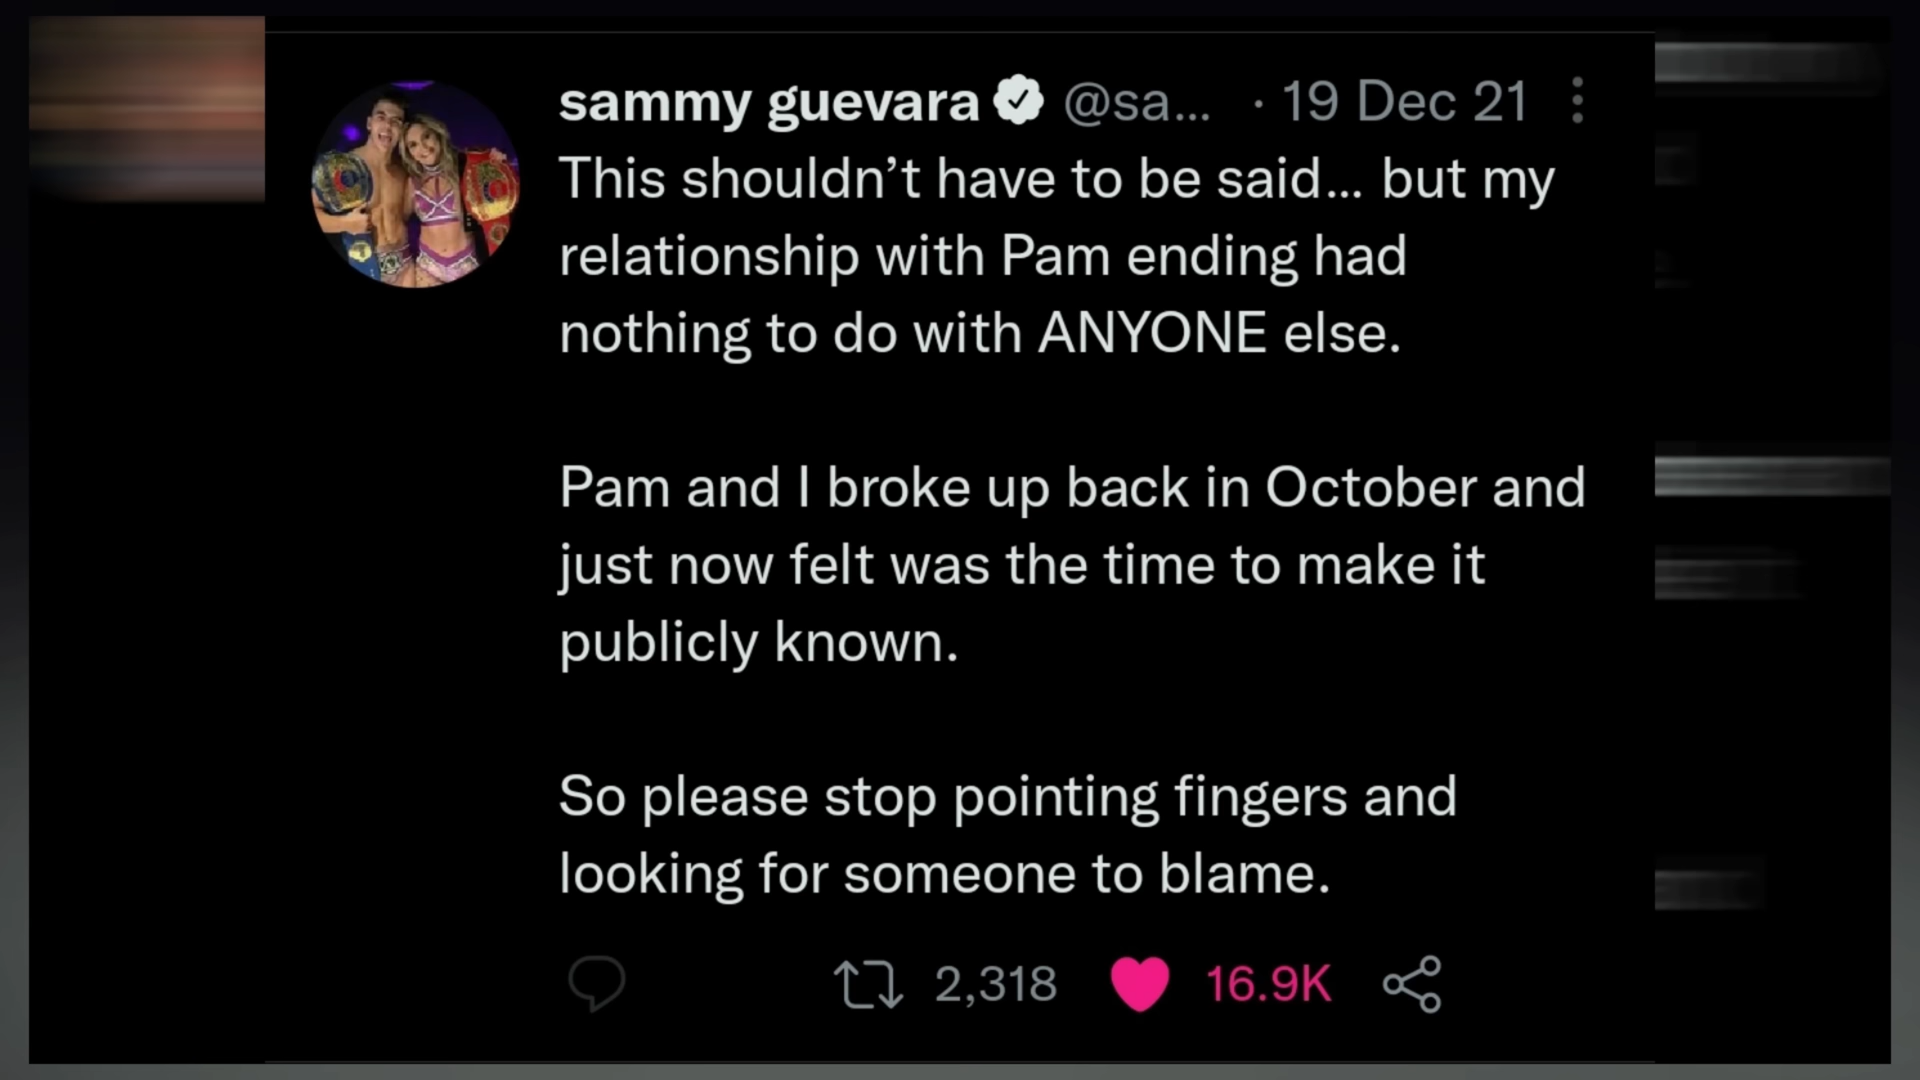 sammy guevara @sa... · 19 Dec 21
This shouldn’t have to be said... but my
relationship with Pam ending had
nothing to do with ANYONE else.
Pam and I broke up back in October and
just now felt was the time to make it
publicly known.
So please stop pointing fingers and
looking for someone to blame.
2,318 16.9K